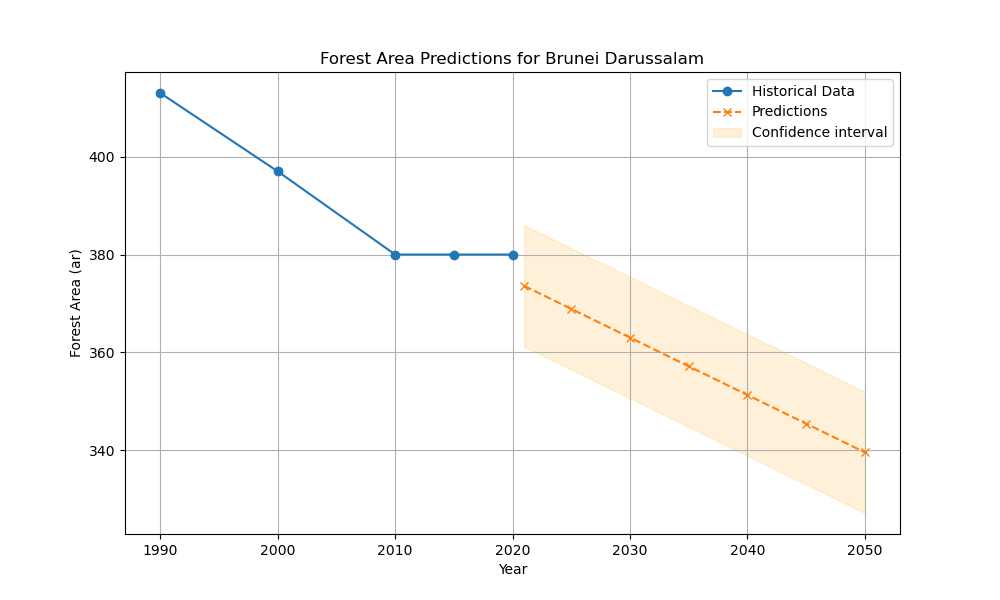 Forest Area Predictions for Brunei Darussalam
Historical Data
Predictions
Confidence interval
400
380
360
340
Forest Area (ar)
1990 2000 2010 2020 2030 2040 2050
Year